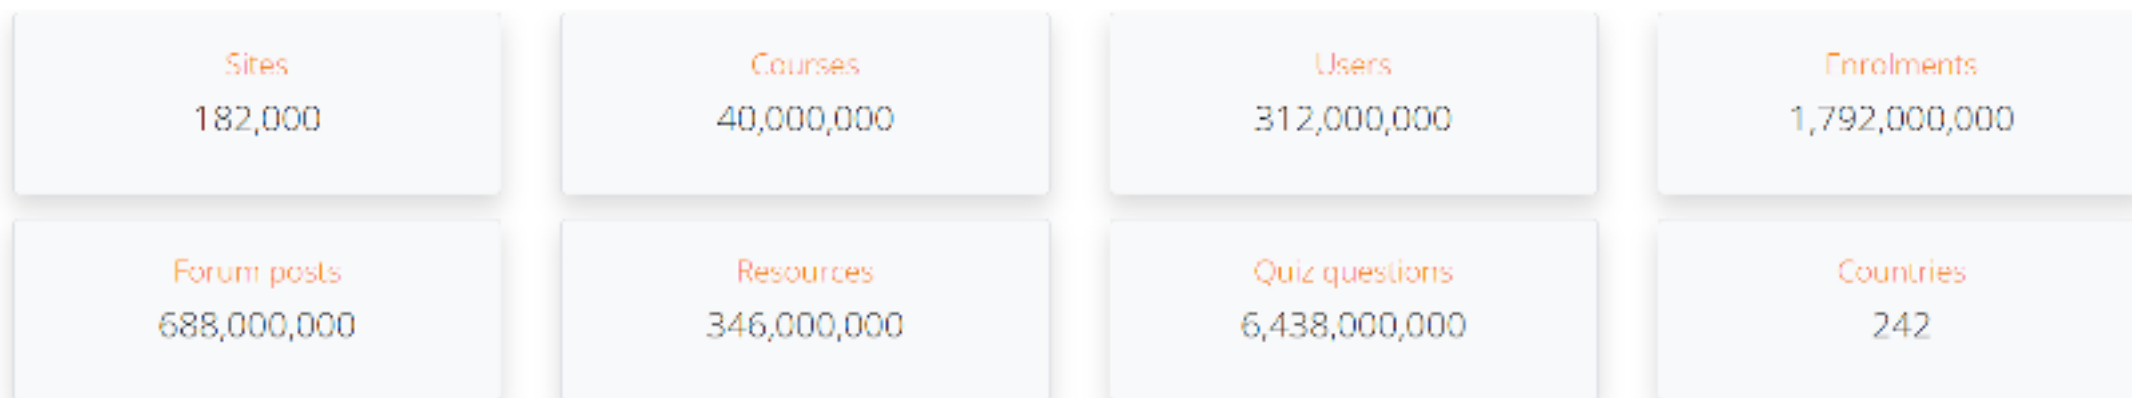 Sites
182,000
Courses
40,000,000
Users
312,000,000
Enrolments
1,792,000,000
Forum posts
688,000,000
Resources
346,000,000
Quiz questions
6,438,000,000
Countries
242